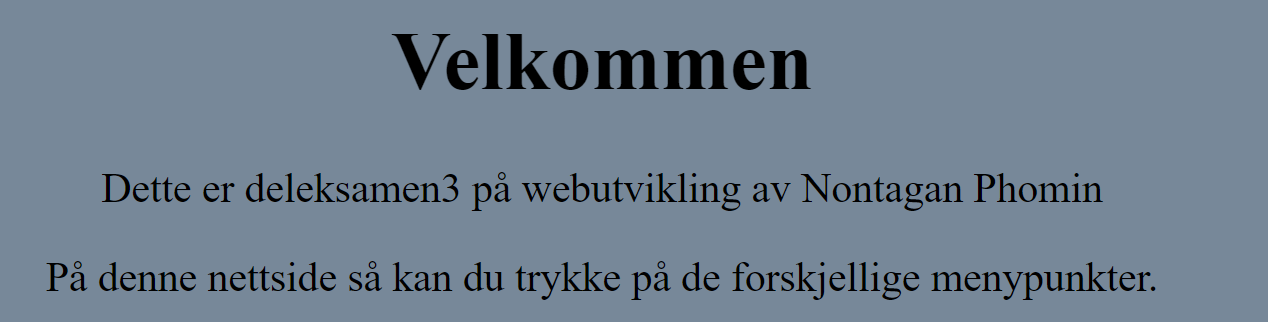 Velkommen
Dette er deleksamen3 på webutvikling av Nontagan Phomin
På denne nettside så kan du trykke på de forskjellige menypunkter.